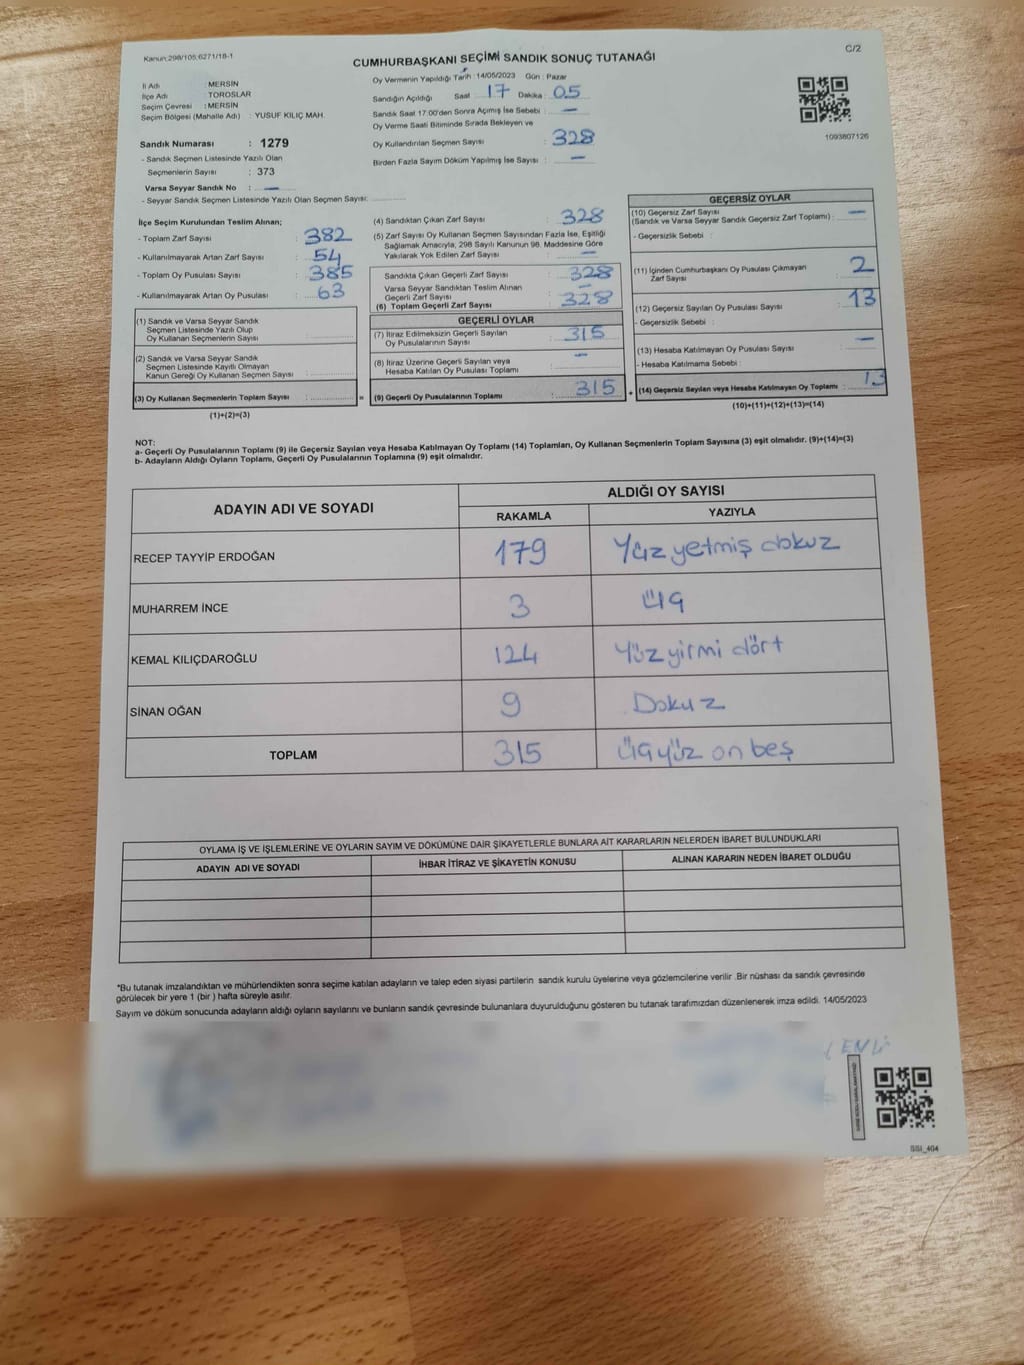 Kanun:298/105;6271/18-1
C/2
CUMHURBAŞKANI SEÇİMİ SANDIK SONUÇ TUTANAĞI
İl Adı : MERSİN
İlçe Adı : TOROSLAR
Seçim Çevresi : MERSİN
Seçim Bölgesi (Mahalle Adı) : YUSUF KILIÇ MAH.
Sandık Numarası : 1279
- Sandık Seçmen Listesinde Yazılı Olan
Seçmenlerin Sayısı : 373
Varsa Seyyar Sandık No : —
- Seyyar Sandık Seçmen Listesinde Yazılı Olan Seçmen Sayısı:
Oy Vermenin Yapıldığı Tarih : 14/05/2023 Gün : Pazar
Sandığın Açıldığı Saat 17 Dakika : 05
Sandık Saat 17:00'den Sonra Açımış İse Sebebi : —
Oy Verme Saati Bitiminde Sırada Bekleyen ve
Oy Kullandırılan Seçmen Sayısı : 328
Birden Fazla Sayım Döküm Yapılmış İse Sayısı : —
1093807126
İlçe Seçim Kurulundan Teslim Alınan;
- Toplam Zarf Sayısı : 382
- Kullanılmayarak Artan Zarf Sayısı : 54
- Toplam Oy Pusulası Sayısı : 385
- Kullanılmayarak Artan Oy Pusulası : 63
(1) Sandık ve Varsa Seyyar Sandık
Seçmen Listesinde Yazılı Olup
Oy Kullanan Seçmenlerin Sayısı :
(2) Sandık ve Varsa Seyyar Sandık
Seçmen Listesinde Kayıtlı Olmayan
Kanun Gereği Oy Kullanan Seçmen Sayısı :
(3) Oy Kullanan Seçmenlerin Toplam Sayısı : =
(1)+(2)=(3)
(4) Sandıktan Çıkan Zarf Sayısı : 328
(5) Zarf Sayısı Oy Kullanan Seçmen Sayısından Fazla İse, Eşitliği
Sağlamak Amacıyla, 298 Sayılı Kanunun 98. Maddesine Göre
Yakılarak Yok Edilen Zarf Sayısı : —
Sandıkta Çıkan Geçerli Zarf Sayısı : 328
Varsa Seyyar Sandıktan Teslim Alınan
Geçerli Zarf Sayısı : —
(6) Toplam Geçerli Zarf Sayısı : 328
GEÇERLİ OYLAR
(7) İtiraz Edilmeksizin Geçerli Sayılan
Oy Pusulalarının Sayısı : 315
(8) İtiraz Üzerine Geçerli Sayılan veya
Hesaba Katılan Oy Pusulası Toplamı : —
(9) Geçerli Oy Pusulalarının Toplamı : 315 +
GEÇERSİZ OYLAR
(10) Geçersiz Zarf Sayısı
(Sandık ve Varsa Seyyar Sandık Geçersiz Zarf Toplamı) : —
- Geçersizlik Sebebi :
(11) İçinden Cumhurbaşkanı Oy Pusulası Çıkmayan
Zarf Sayısı : 2
(12) Geçersiz Sayılan Oy Pusulası Sayısı : 13
- Geçersizlik Sebebi :
(13) Hesaba Katılmayan Oy Pusulası Sayısı : —
- Hesaba Katılmama Sebebi :
(14) Geçersiz Sayılan veya Hesaba Katılmayan Oy Toplamı : 13
(10)+(11)+(12)+(13)=(14)
NOT:
a- Geçerli Oy Pusulalarının Toplamı (9) ile Geçersiz Sayılan veya Hesaba Katılmayan Oy Toplamı (14) Toplamları, Oy Kullanan Seçmenlerin Toplam Sayısına (3) eşit olmalıdır. (9)+(14)=(3)
b- Adayların Aldığı Oyların Toplamı, Geçerli Oy Pusulalarının Toplamına (9) eşit olmalıdır.
ADAYIN ADI VE SOYADI
ALDIĞI OY SAYISI
RAKAMLA YAZIYLA
RECEP TAYYİP ERDOĞAN 179 Yüz yetmiş dokuz
MUHARREM İNCE 3 Üç
KEMAL KILIÇDAROĞLU 124 Yüz yirmi dört
SİNAN OĞAN 9 Dokuz
TOPLAM 315 Üçyüz on beş
OYLAMA İŞ VE İŞLEMLERİNE VE OYLARIN SAYIM VE DÖKÜMÜNE DAİR ŞİKAYETLERLE BUNLARA AİT KARARLARIN NELERDEN İBARET BULUNDUKLARI
ADAYIN ADI VE SOYADI İHBAR İTİRAZ VE ŞİKAYETİN KONUSU ALINAN KARARIN NEDEN İBARET OLDUĞU
*Bu tutanak imzalandıktan ve mühürlendikten sonra seçime katılan adayların ve talep eden siyasi partilerin sandık kurulu üyelerine veya gözlemcilerine verilir .Bir nüshası da sandık çevresinde
görülecek bir yere 1 (bir ) hafta süreyle asılır.
Sayım ve döküm sonucunda adayların aldığı oyların sayılarını ve bunların sandık çevresinde bulunanlara duyurulduğunu gösteren bu tutanak tarafımızdan düzenlenerek imza edildi. 14/05/2023